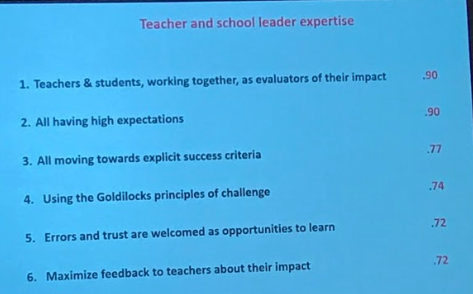 Teacher and school leader expertise
1. Teachers & students, working together, as evaluators of their impact .90
2. All having high expectations .90
3. All moving towards explicit success criteria .77
4. Using the Goldilocks principles of challenge .74
5. Errors and trust are welcomed as opportunities to learn .72
6. Maximize feedback to teachers about their impact .72